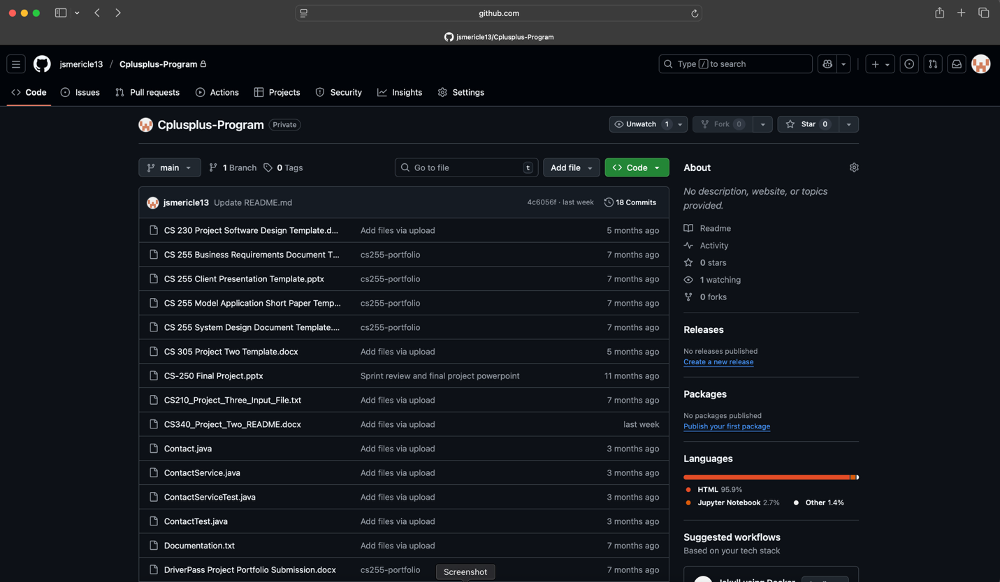 github.com
jsmericle13/Cplusplus-Program
jsmericle13 / Cplusplus-Program
Type / to search
Code Issues Pull requests Actions Projects Security Insights Settings
Cplusplus-Program Private
Unwatch 1 Fork 0 Star 0
main 1 Branch 0 Tags
Go to file t Add file Code
jsmericle13 Update README.md 4c6056f · last week 18 Commits
CS 230 Project Software Design Template.d... Add files via upload 5 months ago
CS 255 Business Requirements Document T... cs255-portfolio 7 months ago
CS 255 Client Presentation Template.pptx cs255-portfolio 7 months ago
CS 255 Model Application Short Paper Temp... cs255-portfolio 7 months ago
CS 255 System Design Document Template.... cs255-portfolio 7 months ago
CS 305 Project Two Template.docx Add files via upload 5 months ago
CS-250 Final Project.pptx Sprint review and final project powerpoint 11 months ago
CS210_Project_Three_Input_File.txt Add files via upload 7 months ago
CS340_Project_Two_README.docx Add files via upload last week
Contact.java Add files via upload 3 months ago
ContactService.java Add files via upload 3 months ago
ContactServiceTest.java Add files via upload 3 months ago
ContactTest.java Add files via upload 3 months ago
Documentation.txt Add files via upload 7 months ago
DriverPass Project Portfolio Submission.docx cs255-portfolio 7 months ago
Screenshot
About
No description, website, or topics
provided.
Readme
Activity
0 stars
1 watching
0 forks
Releases
No releases published
Create a new release
Packages
No packages published
Publish your first package
Languages
HTML 95.9%
Jupyter Notebook 2.7% Other 1.4%
Suggested workflows
Based on your tech stack
Jekyll using Docker